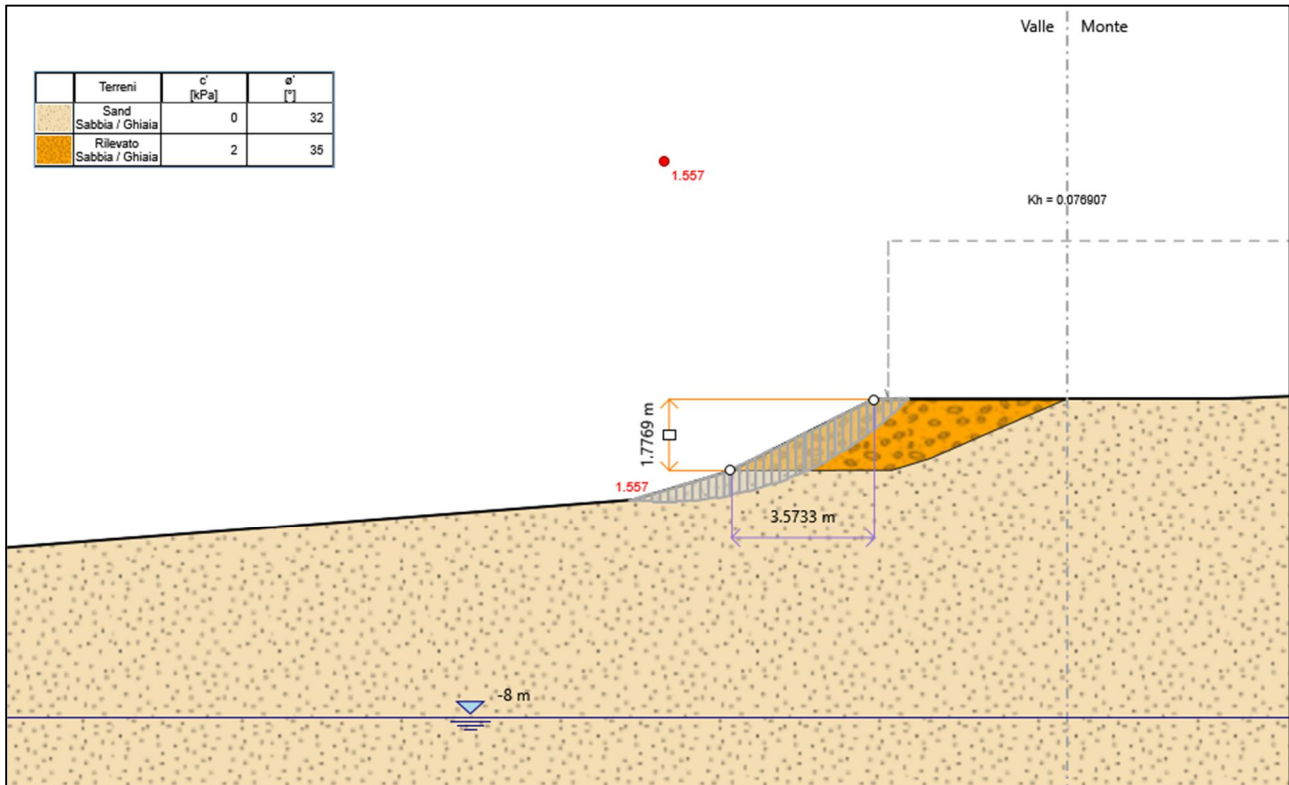 Valle Monte
Terreni c' [kPa] ø' [°]
Sand
Sabbia / Ghiaia 0 32
Rilevato
Sabbia / Ghiaia 2 35
1.557
Kh = 0.076907
1.7769 m
1.557
3.5733 m
-8 m